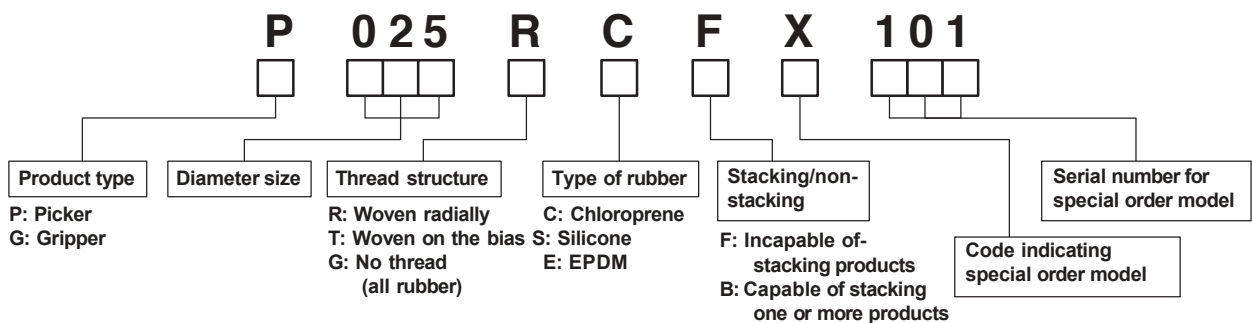 P 025 R C F X 101
Product type
P: Picker
G: Gripper
Diameter size
Thread structure
R: Woven radially
T: Woven on the bias
G: No thread
(all rubber)
Type of rubber
C: Chloroprene
S: Silicone
E: EPDM
Stacking/non-
stacking
F: Incapable of-
stacking products
B: Capable of stacking
one or more products
Code indicating
special order model
Serial number for
special order model